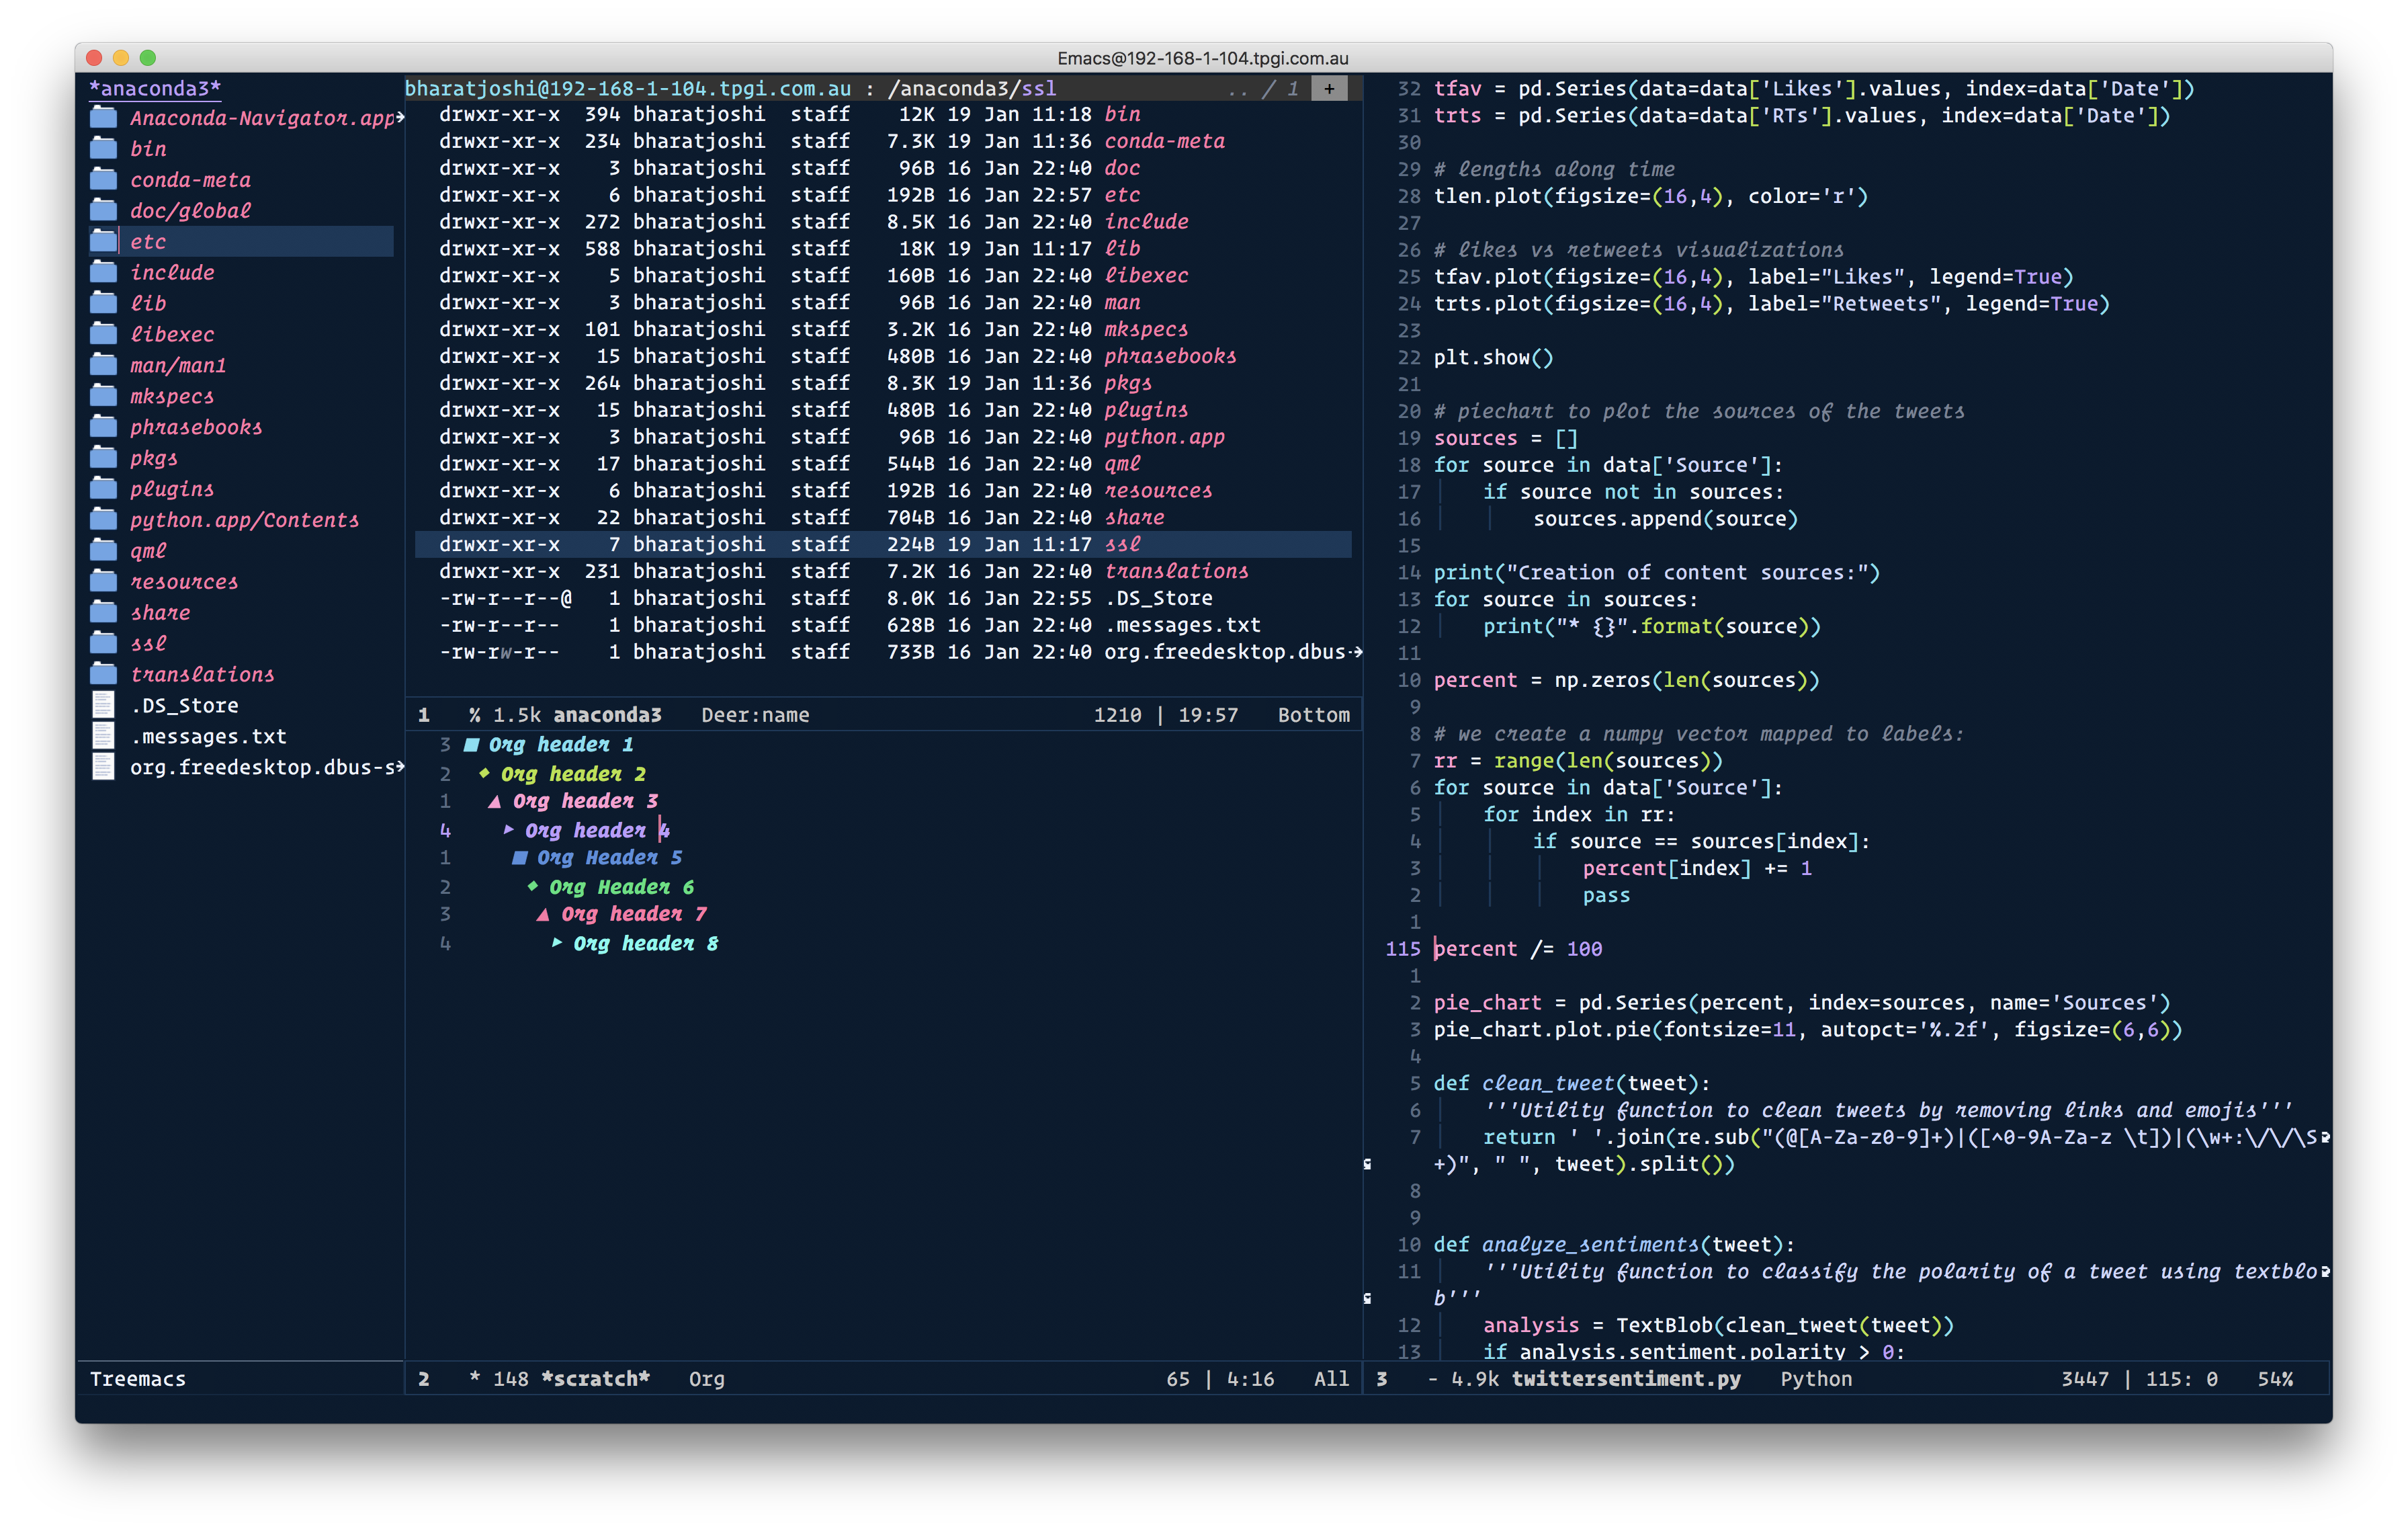 Emacs@192-168-1-104.tpgi.com.au
*anaconda3*
Anaconda-Navigator.app
bin
conda-meta
doc/global
etc
include
lib
libexec
man/man1
mkspecs
phrasebooks
pkgs
plugins
python.app/Contents
qml
resources
share
ssl
translations
.DS_Store
.messages.txt
org.freedesktop.dbus-s
Treemacs
bharatjoshi@192-168-1-104.tpgi.com.au : /anaconda3/ssl .. / 1 +
drwxr-xr-x 394 bharatjoshi staff 12K 19 Jan 11:18 bin
drwxr-xr-x 234 bharatjoshi staff 7.3K 19 Jan 11:36 conda-meta
drwxr-xr-x 3 bharatjoshi staff 96B 16 Jan 22:40 doc
drwxr-xr-x 6 bharatjoshi staff 192B 16 Jan 22:57 etc
drwxr-xr-x 272 bharatjoshi staff 8.5K 16 Jan 22:40 include
drwxr-xr-x 588 bharatjoshi staff 18K 19 Jan 11:17 lib
drwxr-xr-x 5 bharatjoshi staff 160B 16 Jan 22:40 libexec
drwxr-xr-x 3 bharatjoshi staff 96B 16 Jan 22:40 man
drwxr-xr-x 101 bharatjoshi staff 3.2K 16 Jan 22:40 mkspecs
drwxr-xr-x 15 bharatjoshi staff 480B 16 Jan 22:40 phrasebooks
drwxr-xr-x 264 bharatjoshi staff 8.3K 19 Jan 11:36 pkgs
drwxr-xr-x 15 bharatjoshi staff 480B 16 Jan 22:40 plugins
drwxr-xr-x 3 bharatjoshi staff 96B 16 Jan 22:40 python.app
drwxr-xr-x 17 bharatjoshi staff 544B 16 Jan 22:40 qml
drwxr-xr-x 6 bharatjoshi staff 192B 16 Jan 22:40 resources
drwxr-xr-x 22 bharatjoshi staff 704B 16 Jan 22:40 share
drwxr-xr-x 7 bharatjoshi staff 224B 19 Jan 11:17 ssl
drwxr-xr-x 231 bharatjoshi staff 7.2K 16 Jan 22:40 translations
-rw-r--r--@ 1 bharatjoshi staff 8.0K 16 Jan 22:55 .DS_Store
-rw-r--r-- 1 bharatjoshi staff 628B 16 Jan 22:40 .messages.txt
-rw-rw-r-- 1 bharatjoshi staff 733B 16 Jan 22:40 org.freedesktop.dbus-
1 % 1.5k anaconda3 Deer:name 1210 | 19:57 Bottom
3 ■ Org header 1
2 ◆ Org header 2
1 ▲ Org header 3
4 ▶ Org header 4
1 ■ Org Header 5
2 ◆ Org Header 6
3 ▲ Org header 7
4 ▶ Org header 8
2 * 148 *scratch* Org 65 | 4:16 All
32 tfav = pd.Series(data=data['Likes'].values, index=data['Date'])
31 trts = pd.Series(data=data['RTs'].values, index=data['Date'])
30
29 # lengths along time
28 tlen.plot(figsize=(16,4), color='r')
27
26 # likes vs retweets visualizations
25 tfav.plot(figsize=(16,4), label="Likes", legend=True)
24 trts.plot(figsize=(16,4), label="Retweets", legend=True)
23
22 plt.show()
21
20 # piechart to plot the sources of the tweets
19 sources = []
18 for source in data['Source']:
17 if source not in sources:
16 sources.append(source)
15
14 print("Creation of content sources:")
13 for source in sources:
12 print("* {}".format(source))
11
10 percent = np.zeros(len(sources))
9
8 # we create a numpy vector mapped to labels:
7 rr = range(len(sources))
6 for source in data['Source']:
5 for index in rr:
4 if source == sources[index]:
3 percent[index] += 1
2 pass
1
115 percent /= 100
1
2 pie_chart = pd.Series(percent, index=sources, name='Sources')
3 pie_chart.plot.pie(fontsize=11, autopct='%.2f', figsize=(6,6))
4
5 def clean_tweet(tweet):
6 '''Utility function to clean tweets by removing links and emojis'''
7 return ' '.join(re.sub("(@[A-Za-z0-9]+)|([^0-9A-Za-z \t])|(\w+:\/\/\S
+)", " ", tweet).split())
8
9
10 def analyze_sentiments(tweet):
11 '''Utility function to classify the polarity of a tweet using textblo
b'''
12 analysis = TextBlob(clean_tweet(tweet))
13 if analysis.sentiment.polarity > 0:
3 - 4.9k twittersentiment.py Python 3447 | 115: 0 54%